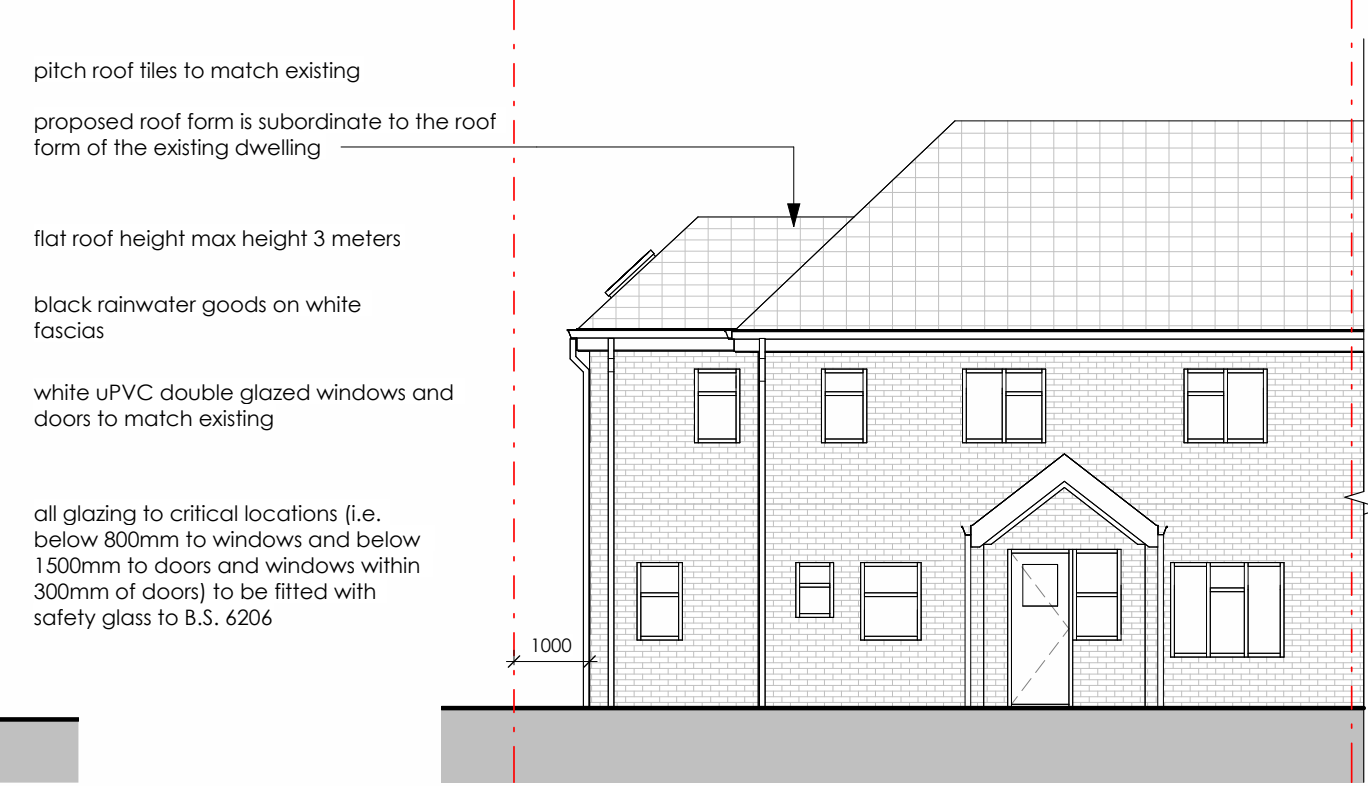 pitch roof tiles to match existing
proposed roof form is subordinate to the roof
form of the existing dwelling
flat roof height max height 3 meters
black rainwater goods on white
fascias
white uPVC double glazed windows and
doors to match existing
all glazing to critical locations (i.e.
below 800mm to windows and below
1500mm to doors and windows within
300mm of doors) to be fitted with
safety glass to B.S. 6206
1000